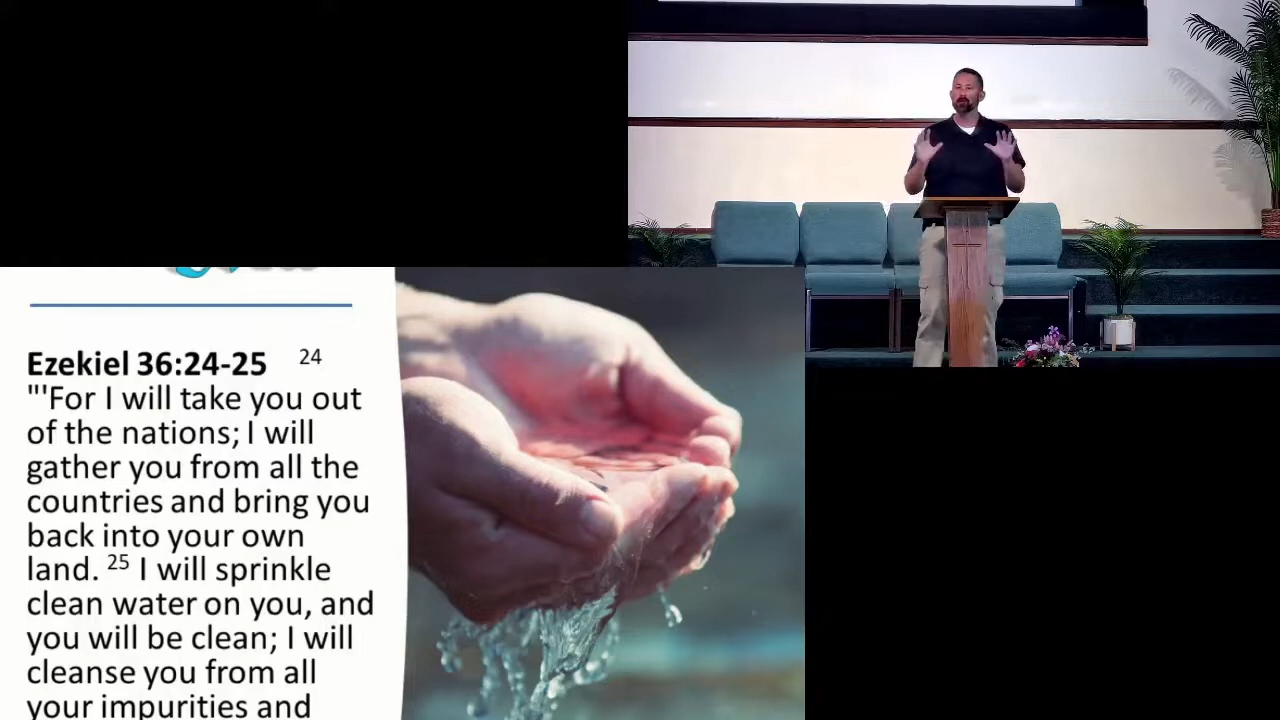 Ezekiel 36:24-25 24
"'For I will take you out
of the nations; I will
gather you from all the
countries and bring you
back into your own
land. 25 I will sprinkle
clean water on you, and
you will be clean; I will
cleanse you from all
your impurities and